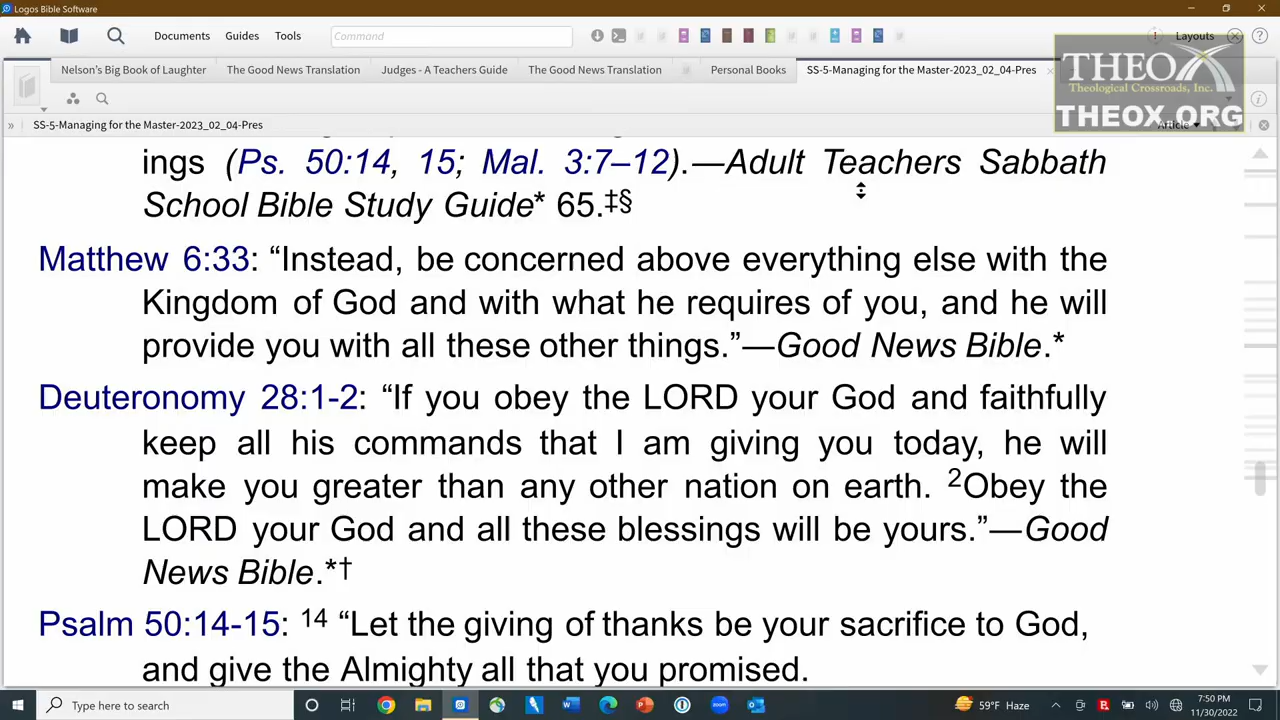 Logos Bible Software
Documents Guides Tools Command Layouts
Nelson's Big Book of Laughter The Good News Translation Judges - A Teachers Guide The Good News Translation Personal Books SS-5-Managing for the Master-2023_02_04-Pres
THEOX
Theological Crossroads, Inc.
THEOX.ORG
SS-5-Managing for the Master-2023_02_04-Pres Article
ings (Ps. 50:14, 15; Mal. 3:7–12).—Adult Teachers Sabbath
School Bible Study Guide* 65.‡§
Matthew 6:33: “Instead, be concerned above everything else with the
Kingdom of God and with what he requires of you, and he will
provide you with all these other things.”—Good News Bible.*
Deuteronomy 28:1-2: “If you obey the LORD your God and faithfully
keep all his commands that I am giving you today, he will
make you greater than any other nation on earth. 2Obey the
LORD your God and all these blessings will be yours.”—Good
News Bible.*†
Psalm 50:14-15: 14 “Let the giving of thanks be your sacrifice to God,
and give the Almighty all that you promised.
Type here to search 59°F Haze 7:50 PM
11/30/2022